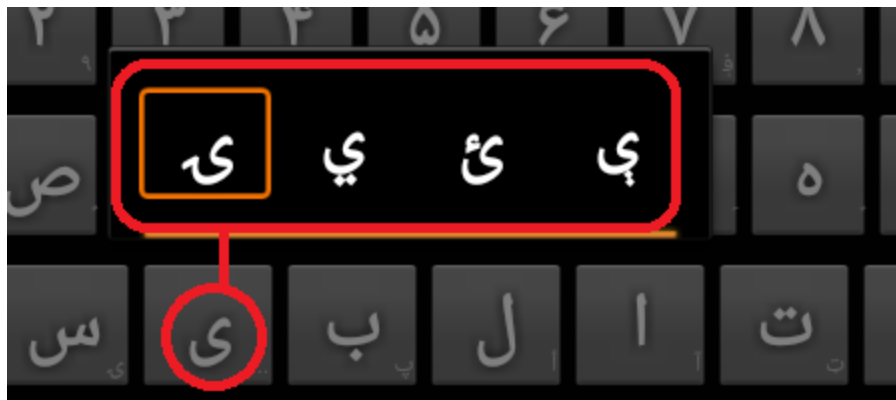 ۲ ۳ ۴ ۵ ۶ ۷ ۸
ۍ ي ئ ې
ص ه
س ی ب ل ا ت
ۍ ... پ أ آ ټ